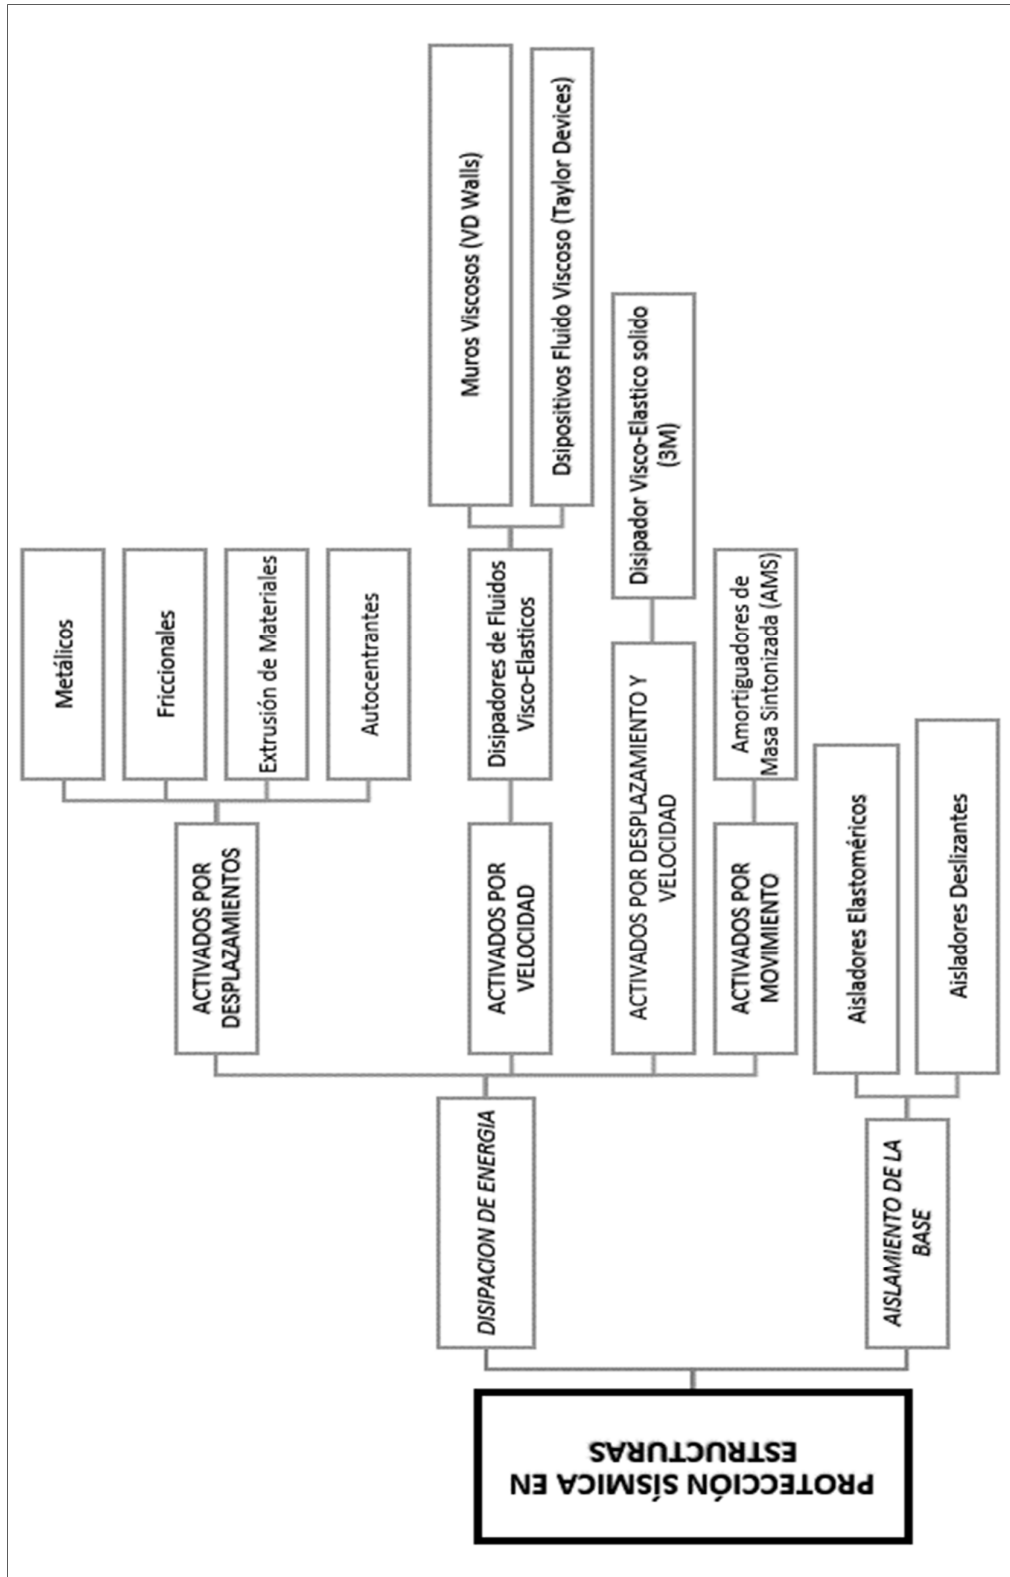 PROTECCIÓN SÍSMICA EN
ESTRUCTURAS
DISIPACION DE ENERGIA
ACTIVADOS POR
DESPLAZAMIENTOS
Metálicos
Friccionales
Extrusión de Materiales
Autocentrantes
ACTIVADOS POR
VELOCIDAD
Disipadores de Fluidos
Visco-Elasticos
Muros Viscosos (VD Walls)
Dsipositivos Fluido Viscoso (Taylor Devices)
ACTIVADOS POR DESPLAZAMIENTO Y
VELOCIDAD
Disipador Visco-Elastico solido
(3M)
ACTIVADOS POR
MOVIMIENTO
Amortiguadores de
Masa Sintonizada (AMS)
AISLAMIENTO DE LA
BASE
Aisladores Elastoméricos
Aisladores Deslizantes